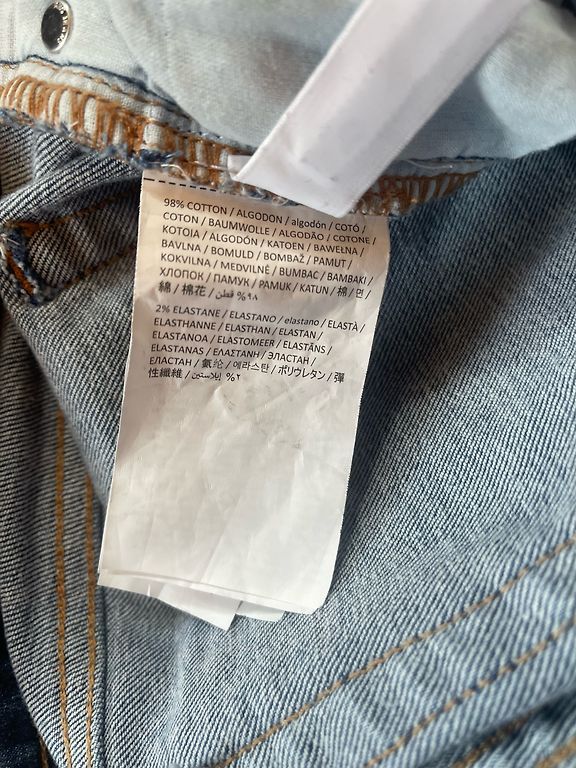 98% COTTON / ALGODON / algodón / COTÓ /
COTON / BAUMWOLLE / ALGODÃO / COTONE /
KOTOIA / ALGODÓN / KATOEN / BAWEŁNA /
BAVLNA / BOMULD / BOMBAŽ / PAMUT /
KOKVILNA / MEDVILNĖ / BUMBAC / BAMBAKI /
ХЛОПОК / ПАМУК / PAMUK / KATUN / 棉 / 면 /
綿 / 棉花 / قطن %٩٨
2% ELASTANE / ELASTANO / elastano / ELASTÀ /
ELASTHANNE / ELASTHAN / ELASTAN /
ELASTANOA / ELASTOMEER / ELASTĀNS /
ELASTANAS / ΕΛΑΣΤΑΝΗ / ЭЛАСТАН /
ЕЛАСТАН / 氨纶 / 에라스탄 / ポリウレタン / 彈
性纖維 / إيلاستين %٢